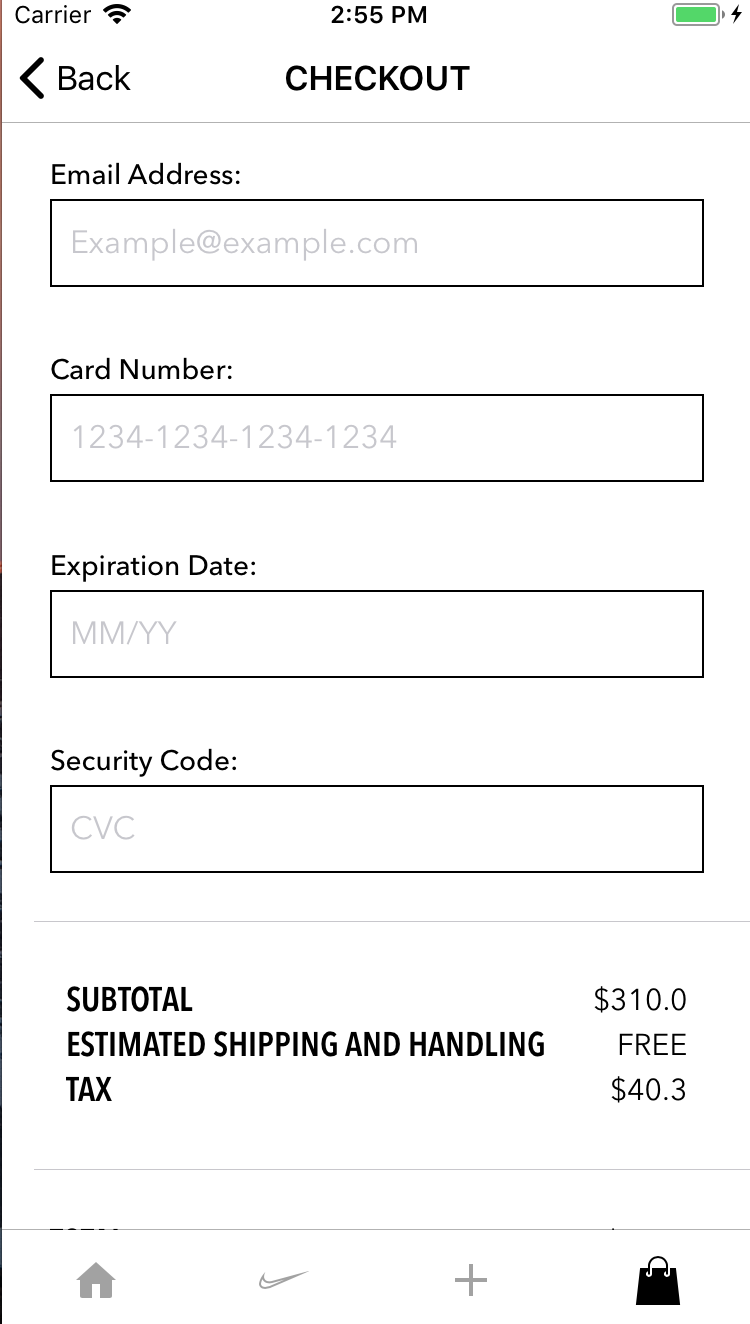 Carrier
2:55 PM
Back
CHECKOUT
Email Address:
Example@example.com
Card Number:
1234-1234-1234-1234
Expiration Date:
MM/YY
Security Code:
CVC
SUBTOTAL $310.0
ESTIMATED SHIPPING AND HANDLING FREE
TAX $40.3